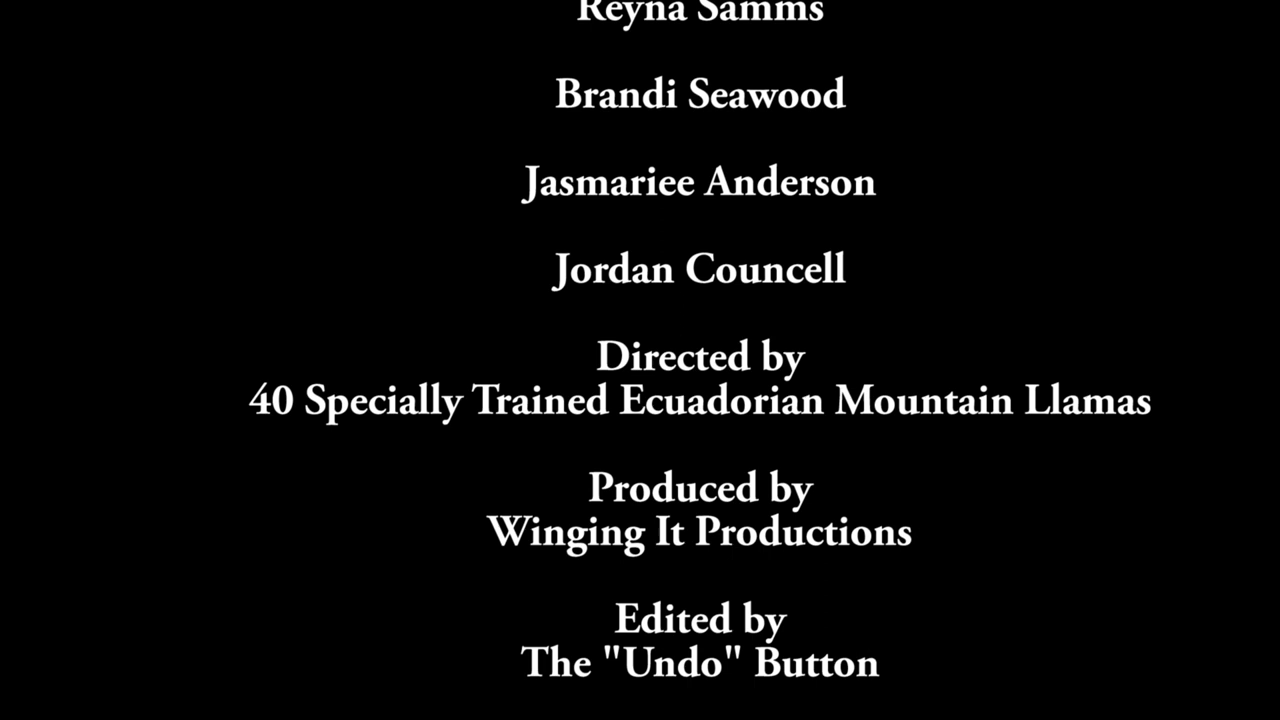 Reyna Samms
Brandi Seawood
Jasmariee Anderson
Jordan Councell
Directed by
40 Specially Trained Ecuadorian Mountain Llamas
Produced by
Winging It Productions
Edited by
The "Undo" Button